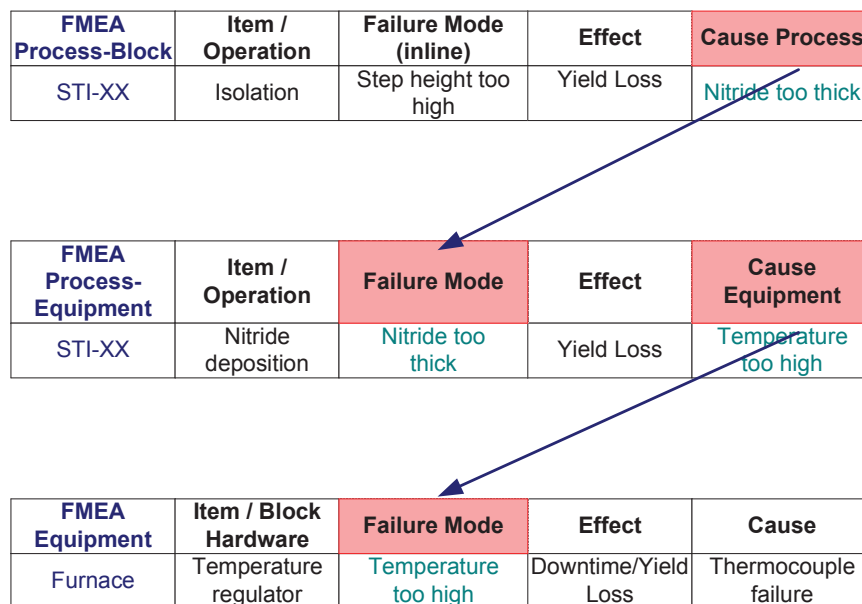 FMEA Process-Block
Item / Operation
Failure Mode (inline)
Effect
Cause Process
STI-XX
Isolation
Step height too high
Yield Loss
Nitride too thick
FMEA Process-Equipment
Item / Operation
Failure Mode
Effect
Cause Equipment
STI-XX
Nitride deposition
Nitride too thick
Yield Loss
Temperature too high
FMEA Equipment
Item / Block Hardware
Failure Mode
Effect
Cause
Furnace
Temperature regulator
Temperature too high
Downtime/Yield Loss
Thermocouple failure